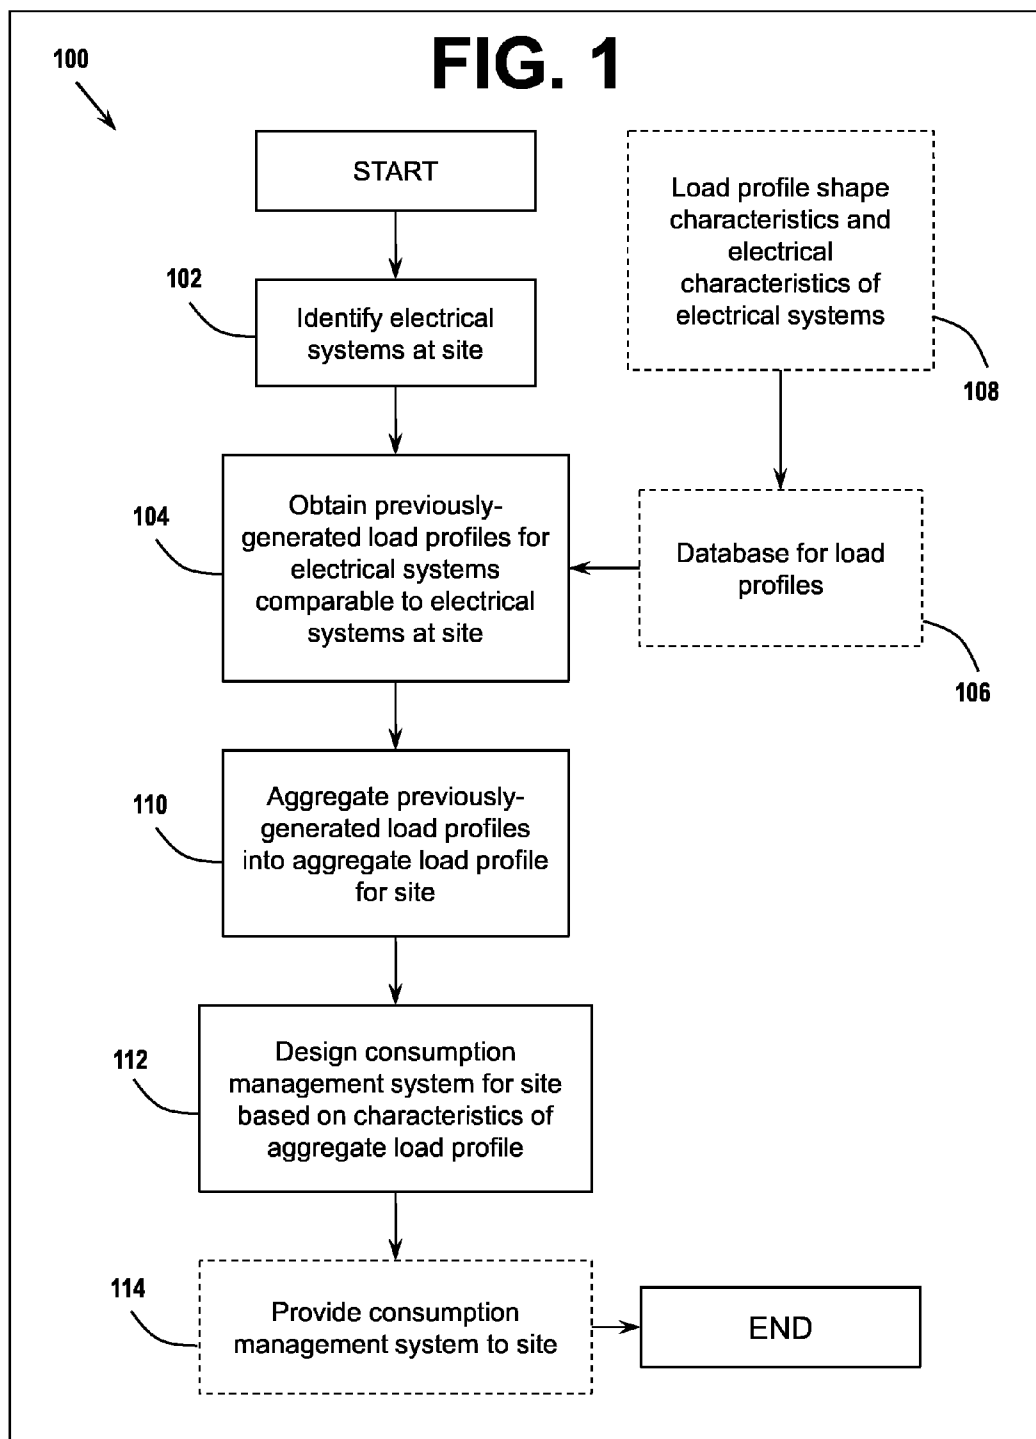 FIG. 1
100
START
Load profile shape
characteristics and
electrical
characteristics of
electrical systems
108
102
Identify electrical
systems at site
104
Obtain previously-
generated load profiles for
electrical systems
comparable to electrical
systems at site
Database for load
profiles
106
110
Aggregate previously-
generated load profiles
into aggregate load profile
for site
112
Design consumption
management system for site
based on characteristics of
aggregate load profile
114
Provide consumption
management system to site
END